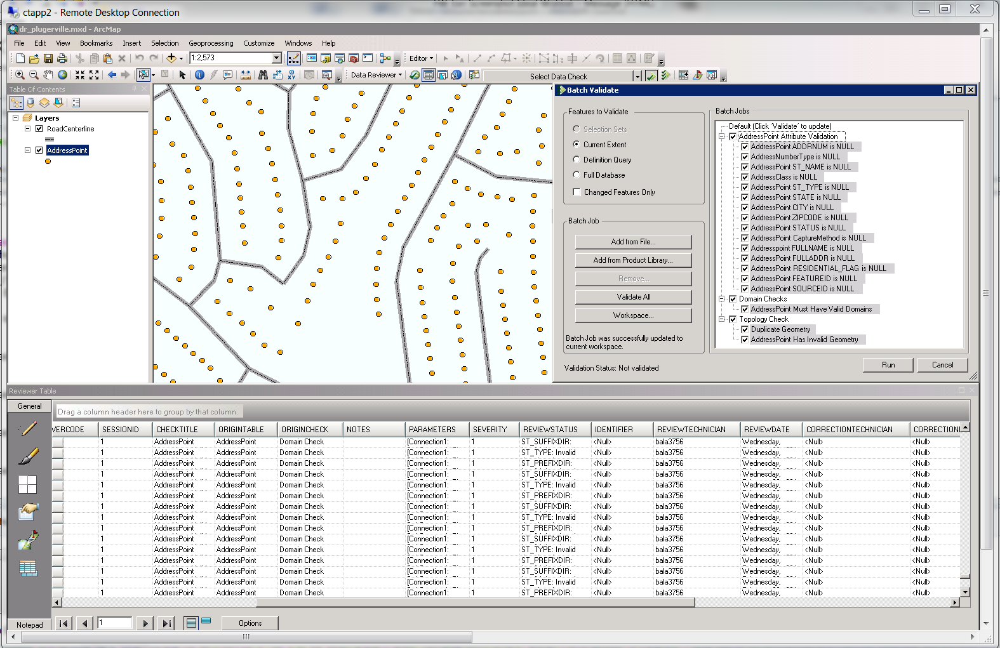 ctapp2 - Remote Desktop Connection
dr_plugerville.mxd - ArcMap
File Edit View Bookmarks Insert Selection Geoprocessing Customize Windows Help
1:2,573 Editor
Data Reviewer Select Data Check
Table Of Contents
Layers
RoadCenterline
AddressPoint
Batch Validate
Features to Validate
Selection Sets
Current Extent
Definition Query
Full Database
Changed Features Only
Batch Job
Add from File...
Add from Product Library...
Remove...
Validate All
Workspace...
Batch Job was successfully updated to
current workspace.
Validation Status: Not validated
Batch Jobs
Default (Click 'Validate' to update)
AddressPoint Attribute Validation
AddressPoint ADDRNUM is NULL
AddressNumberType is NULL
AddressPoint ST_NAME is NULL
AddressClass is NULL
AddressPoint ST_TYPE is NULL
AddressPoint STATE is NULL
AddressPoint CITY is NULL
AddressPoint ZIPCODE is NULL
AddressPoint STATUS is NULL
AddressPoint CaptureMethod is NULL
Addresspoint FULLNAME is NULL
AddressPoint FULLADDR is NULL
AddressPoint RESIDENTIAL_FLAG is NULL
AddressPoint FEATUREID is NULL
AddressPoint SOURCEID is NULL
Domain Checks
AddressPoint Must Have Valid Domains
Topology Check
Duplicate Geometry
AddressPoint Has Invalid Geometry
Run Cancel
Reviewer Table
General
Drag a column header here to group by that column.
VERCODE SESSIONID CHECKTITLE ORIGINTABLE ORIGINCHECK NOTES PARAMETERS SEVERITY REVIEWSTATUS IDENTIFIER REVIEWTECHNICIAN REVIEWDATE CORRECTIONTECHNICIAN CORRECTION
1 AddressPoint AddressPoint Domain Check [Connection1: 1 ST_SUFFIXDIR: <Null> bala3756 Wednesday, <Null> <Null>
1 AddressPoint AddressPoint Domain Check [Connection1: 1 ST_TYPE: Invalid <Null> bala3756 Wednesday, <Null> <Null>
1 AddressPoint AddressPoint Domain Check [Connection1: 1 ST_PREFIXDIR: <Null> bala3756 Wednesday, <Null> <Null>
1 AddressPoint AddressPoint Domain Check [Connection1: 1 ST_SUFFIXDIR: <Null> bala3756 Wednesday, <Null> <Null>
1 AddressPoint AddressPoint Domain Check [Connection1: 1 ST_TYPE: Invalid <Null> bala3756 Wednesday, <Null> <Null>
1 AddressPoint AddressPoint Domain Check [Connection1: 1 ST_PREFIXDIR: <Null> bala3756 Wednesday, <Null> <Null>
1 AddressPoint AddressPoint Domain Check [Connection1: 1 ST_SUFFIXDIR: <Null> bala3756 Wednesday, <Null> <Null>
1 AddressPoint AddressPoint Domain Check [Connection1: 1 ST_TYPE: Invalid <Null> bala3756 Wednesday, <Null> <Null>
1 AddressPoint AddressPoint Domain Check [Connection1: 1 ST_PREFIXDIR: <Null> bala3756 Wednesday, <Null> <Null>
1 AddressPoint AddressPoint Domain Check [Connection1: 1 ST_SUFFIXDIR: <Null> bala3756 Wednesday, <Null> <Null>
1 AddressPoint AddressPoint Domain Check [Connection1: 1 ST_TYPE: Invalid <Null> bala3756 Wednesday, <Null> <Null>
1 AddressPoint AddressPoint Domain Check [Connection1: 1 ST_PREFIXDIR: <Null> bala3756 Wednesday, <Null> <Null>
1 AddressPoint AddressPoint Domain Check [Connection1: 1 ST_SUFFIXDIR: <Null> bala3756 Wednesday, <Null> <Null>
1 AddressPoint AddressPoint Domain Check [Connection1: 1 ST_TYPE: Invalid <Null> bala3756 Wednesday, <Null> <Null>
1 AddressPoint AddressPoint Domain Check [Connection1: 1 ST_PREFIXDIR: <Null> bala3756 Wednesday, <Null> <Null>
Notepad 1 Options